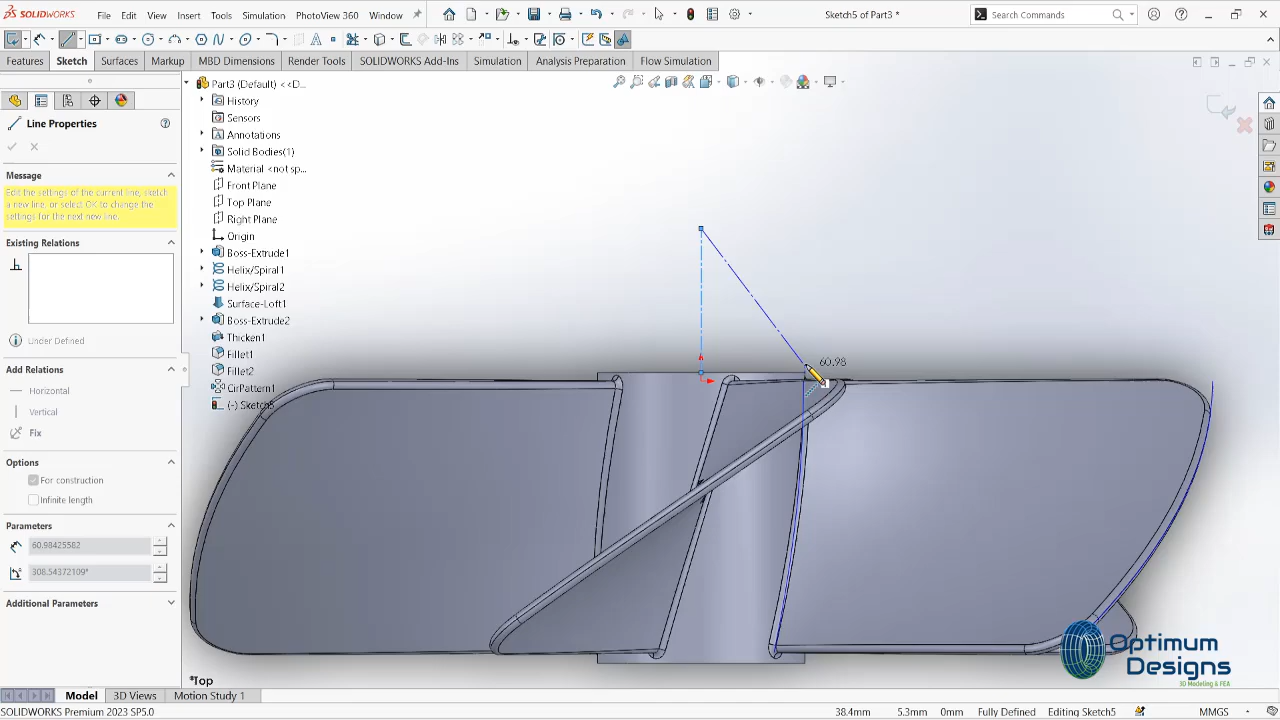 SOLIDWORKS
File
Edit
View
Insert
Tools
Simulation
PhotoView 360
Window
Sketch5 of Part3 *
Search Commands
Features
Sketch
Surfaces
Markup
MBD Dimensions
Render Tools
SOLIDWORKS Add-Ins
Simulation
Analysis Preparation
Flow Simulation
Line Properties
Message
Edit the settings of the current line, sketch
a new line, or select OK to change the
settings for the next new line.
Existing Relations
Under Defined
Add Relations
Horizontal
Vertical
Fix
Options
For construction
Infinite length
Parameters
60.98425582
308.54372109°
Additional Parameters
Part3 (Default) <<D...
History
Sensors
Annotations
Solid Bodies(1)
Material <not sp...
Front Plane
Top Plane
Right Plane
Origin
Boss-Extrude1
Helix/Spiral1
Helix/Spiral2
Surface-Loft1
Boss-Extrude2
Thicken1
Fillet1
Fillet2
CirPattern1
(-) Sketch5
60.98
*Top
Optimum
Designs
3D Modeling & FEA
Model
3D Views
Motion Study 1
SOLIDWORKS Premium 2023 SP5.0
38.4mm
5.3mm
0mm
Fully Defined
Editing Sketch5
MMGS